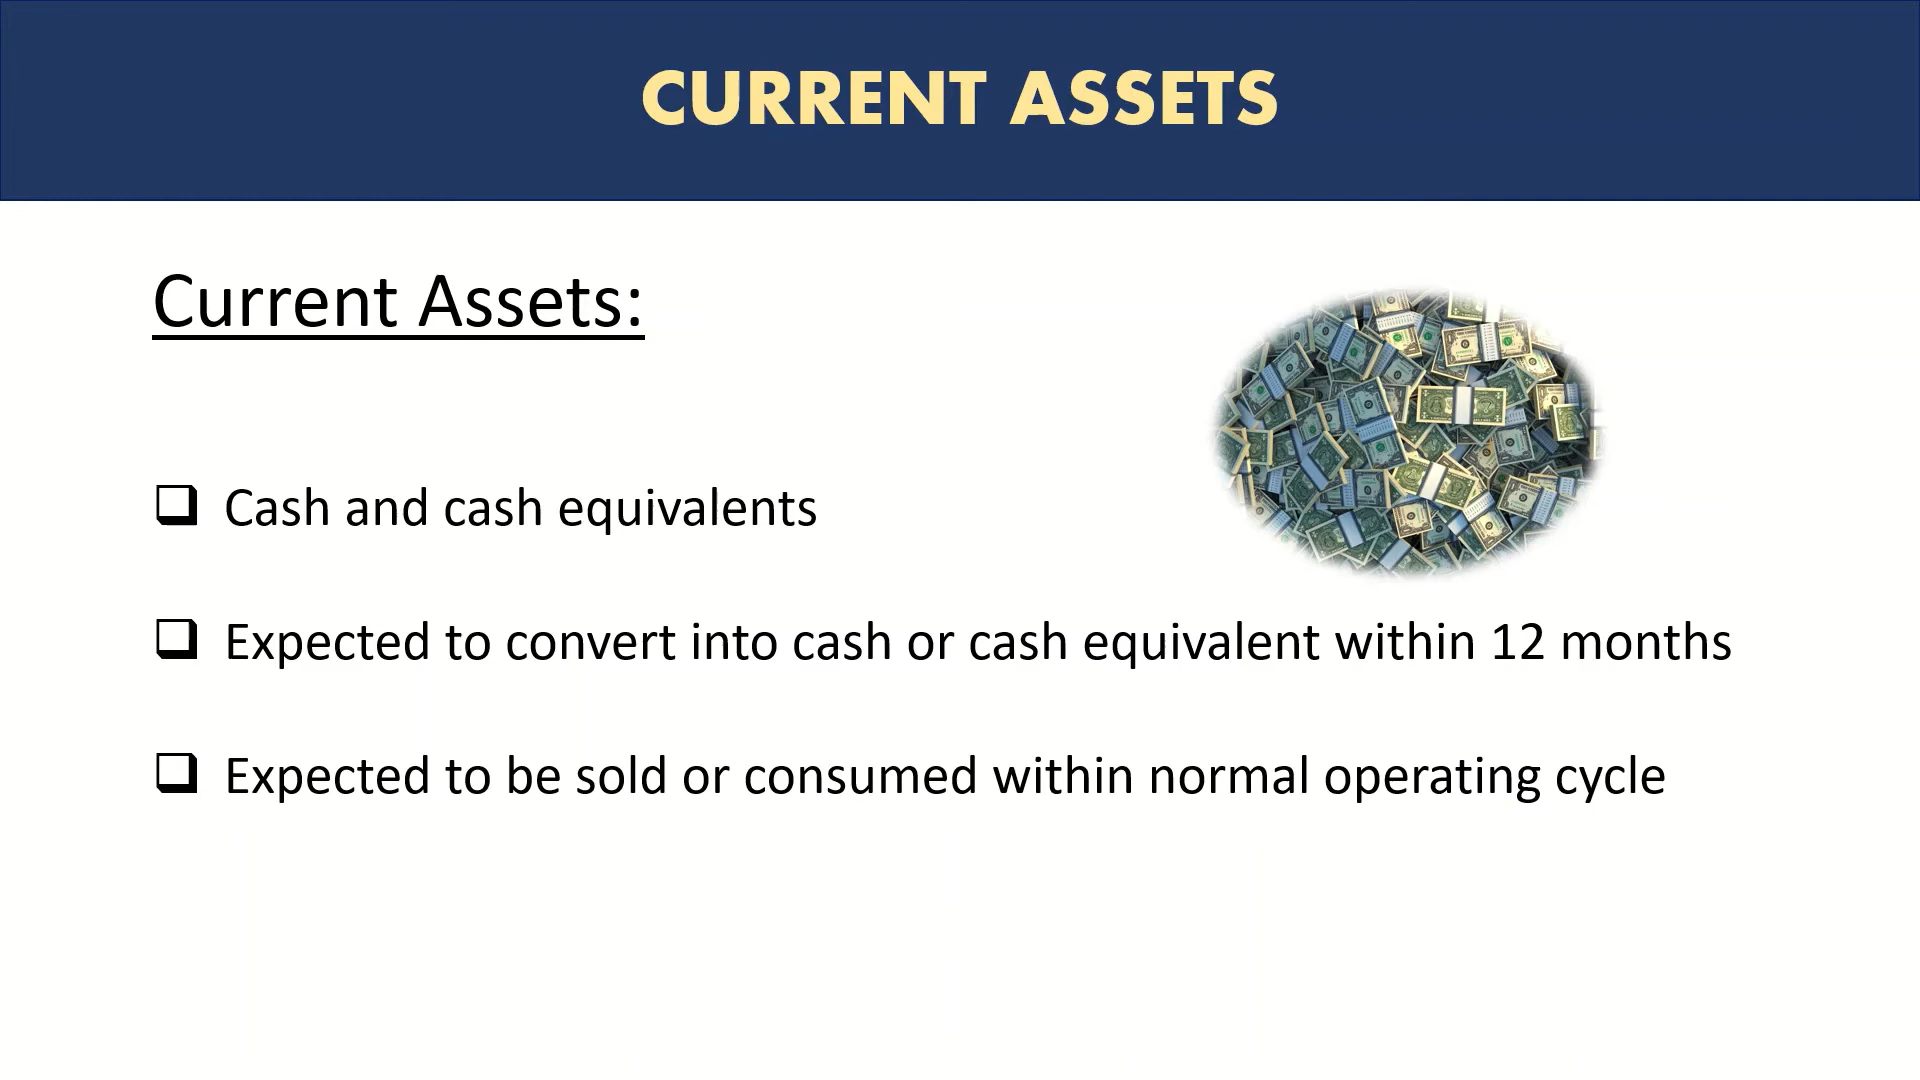 CURRENT ASSETS
Current Assets:
Cash and cash equivalents
Expected to convert into cash or cash equivalent within 12 months
Expected to be sold or consumed within normal operating cycle